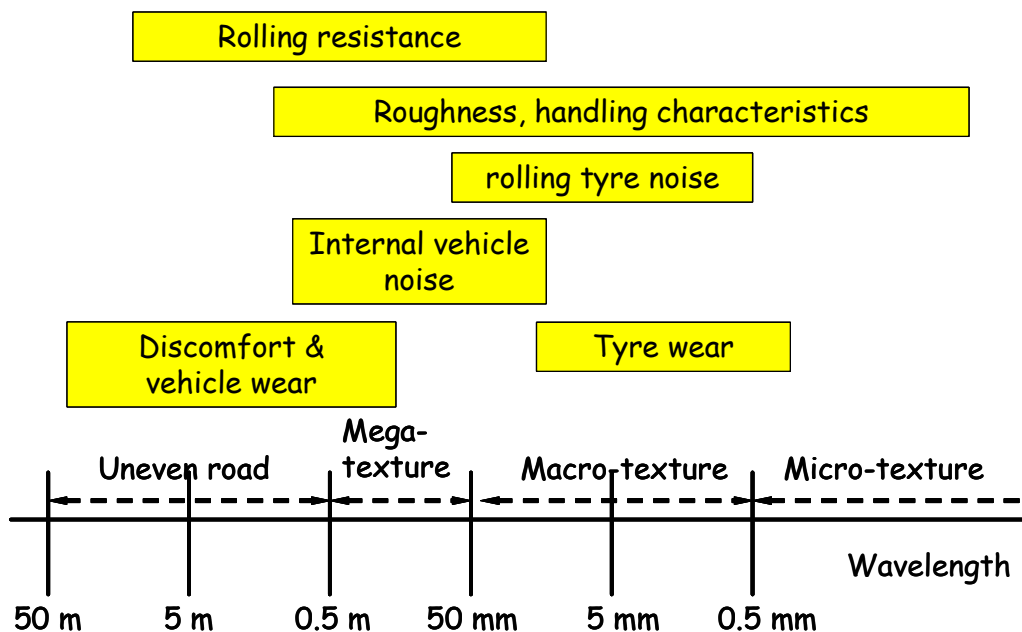 Rolling resistance
Roughness, handling characteristics
rolling tyre noise
Internal vehicle
noise
Discomfort &
vehicle wear
Tyre wear
Mega-
texture
Uneven road
Macro-texture
Micro-texture
Wavelength
50 m
5 m
0.5 m
50 mm
5 mm
0.5 mm